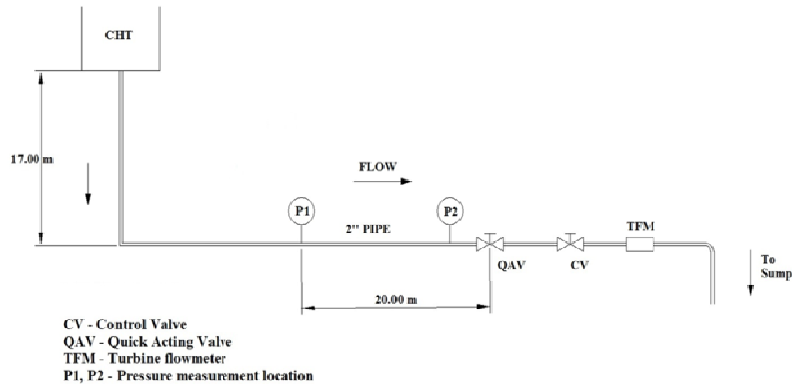 CHT
17.00 m
FLOW
P1
P2
2" PIPE
TFM
QAV
CV
To
Sump
20.00 m
CV - Control Valve
QAV - Quick Acting Valve
TFM - Turbine flowmeter
P1, P2 - Pressure measurement location